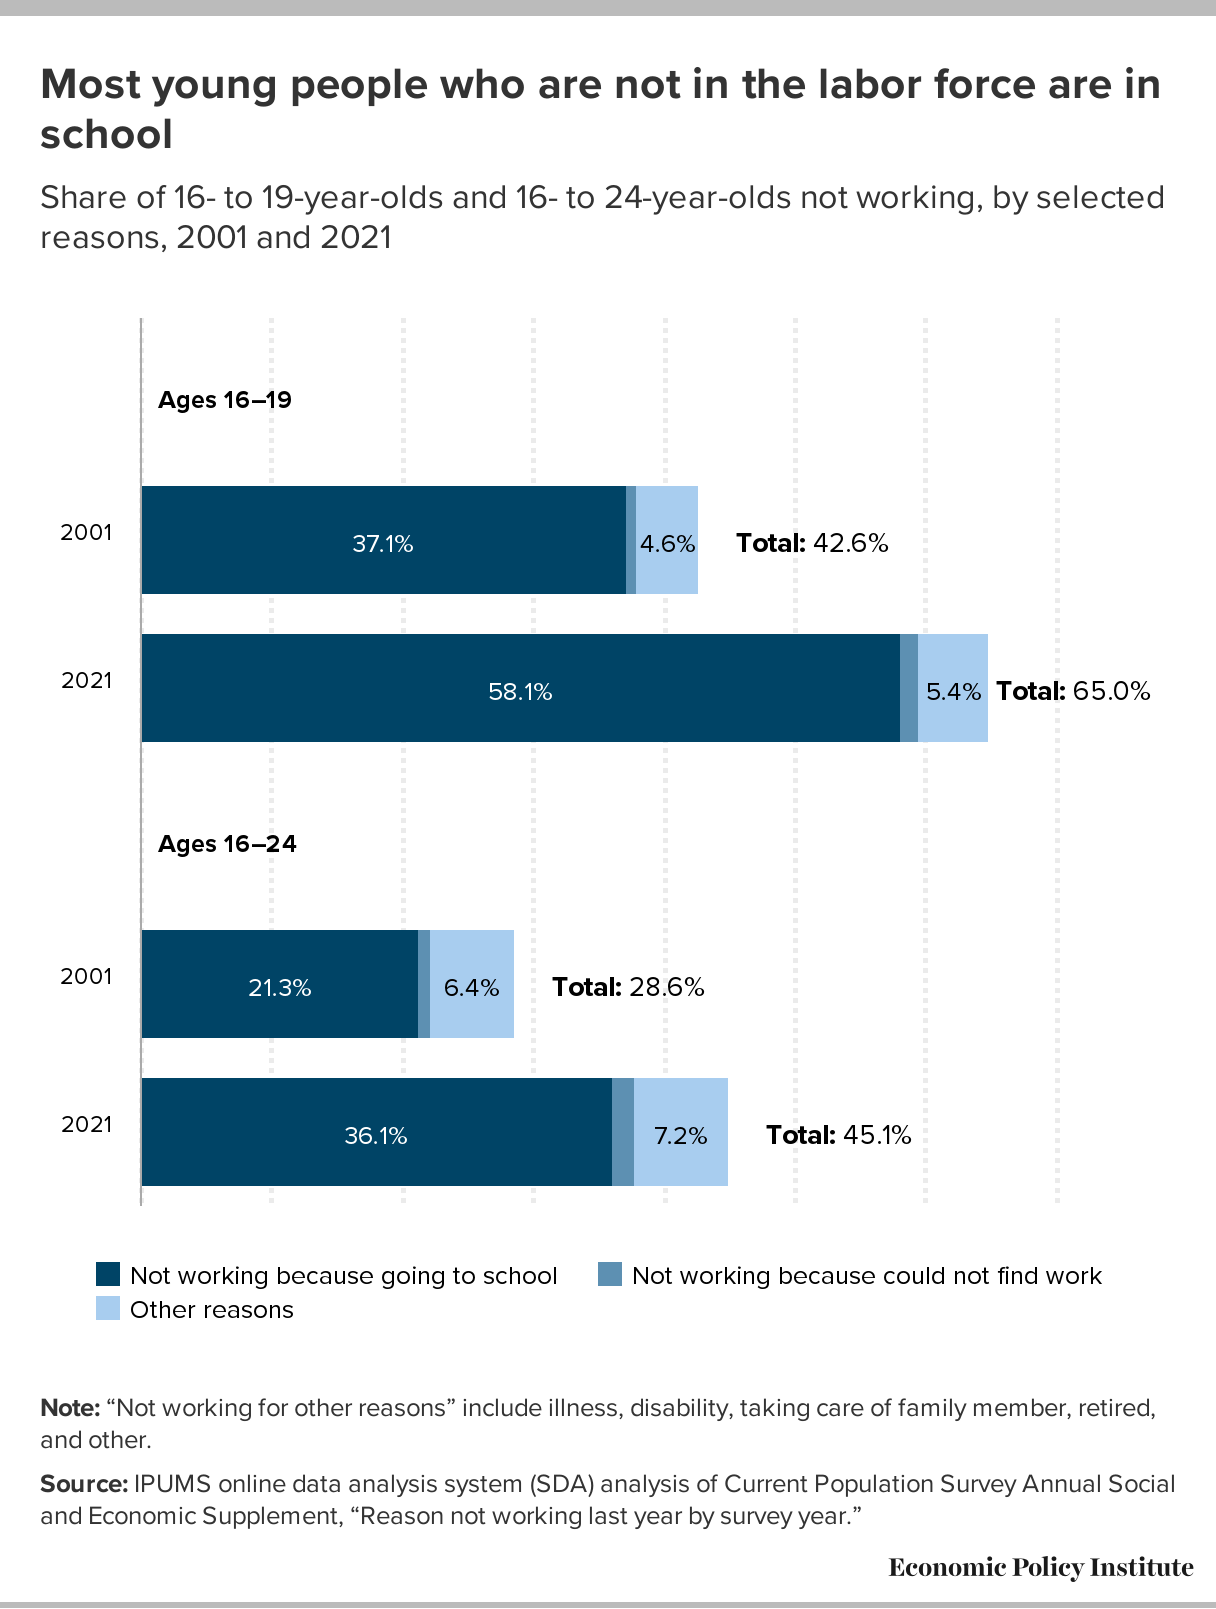 Most young people who are not in the labor force are in
school
Share of 16- to 19-year-olds and 16- to 24-year-olds not working, by selected
reasons, 2001 and 2021
Ages 16–19
2001
37.1%
4.6%
Total: 42.6%
2021
58.1%
5.4%
Total: 65.0%
Ages 16–24
2001
21.3%
6.4%
Total: 28.6%
2021
36.1%
7.2%
Total: 45.1%
Not working because going to school
Not working because could not find work
Other reasons
Note: “Not working for other reasons” include illness, disability, taking care of family member, retired,
and other.
Source: IPUMS online data analysis system (SDA) analysis of Current Population Survey Annual Social
and Economic Supplement, “Reason not working last year by survey year.”
Economic Policy Institute